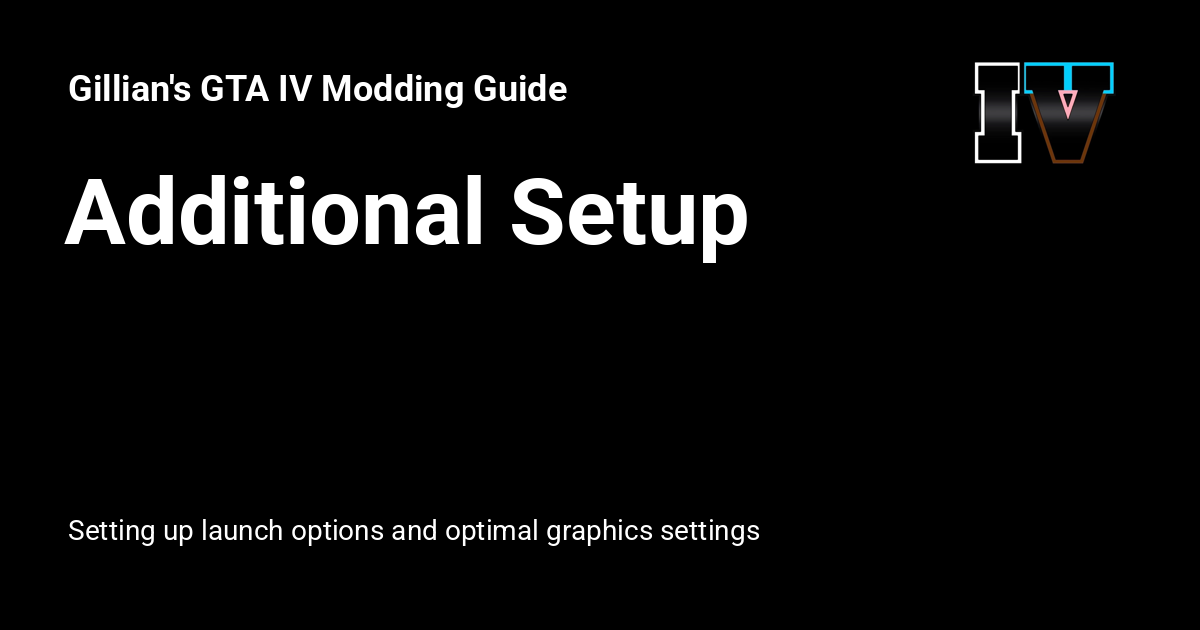 Gillian's GTA IV Modding Guide
IV
Additional Setup
Setting up launch options and optimal graphics settings